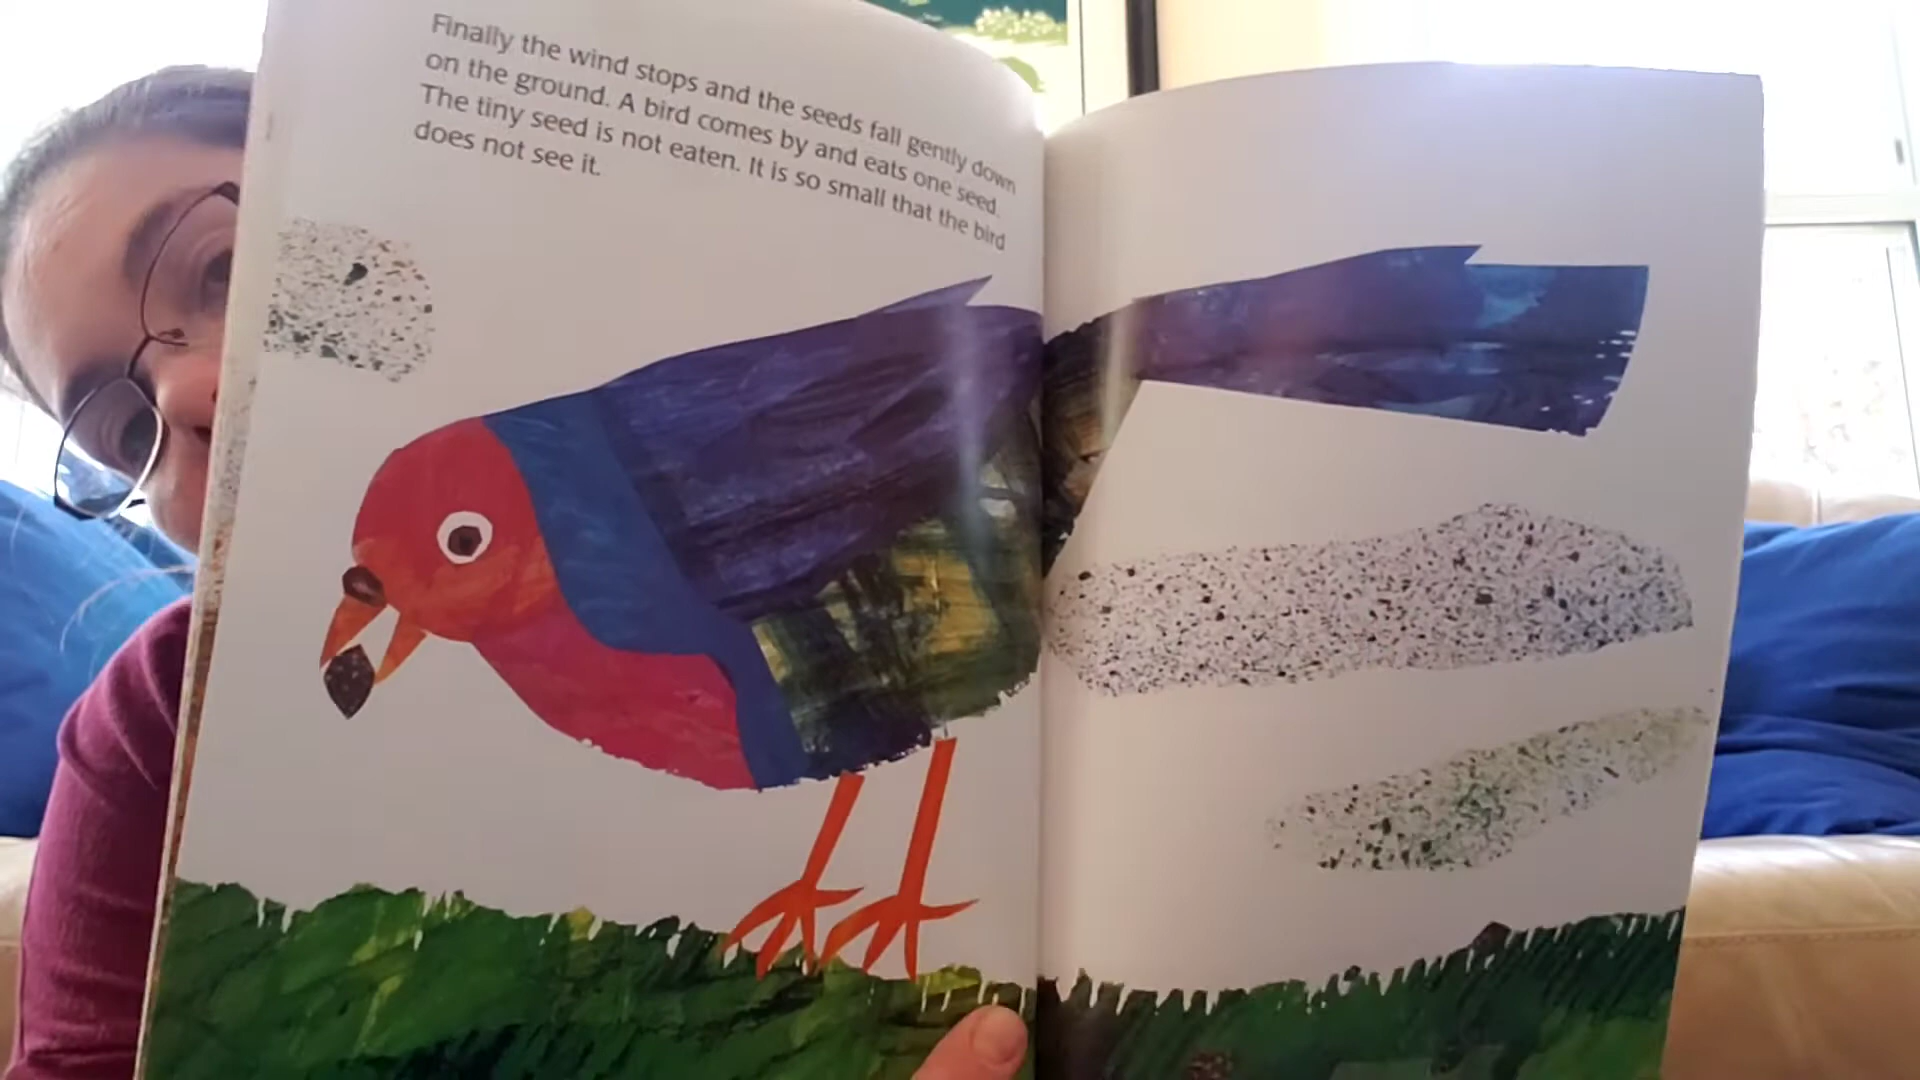 Finally the wind stops and the seeds fall gently down
on the ground. A bird comes by and eats one seed.
The tiny seed is not eaten. It is so small that the bird
does not see it.